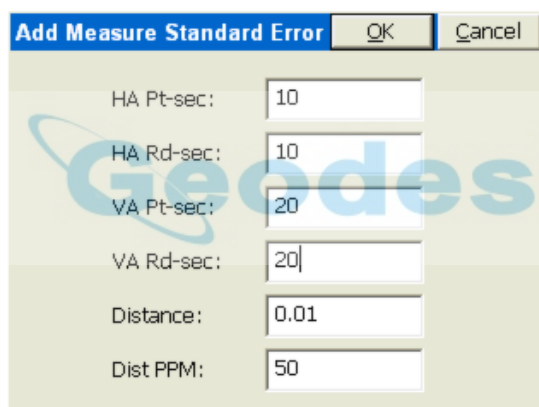 Add Measure Standard Error OK Cancel
HA Pt-sec: 10
HA Rd-sec: 10
Geodes
VA Pt-sec: 20
VA Rd-sec: 20
Distance: 0.01
Dist PPM: 50